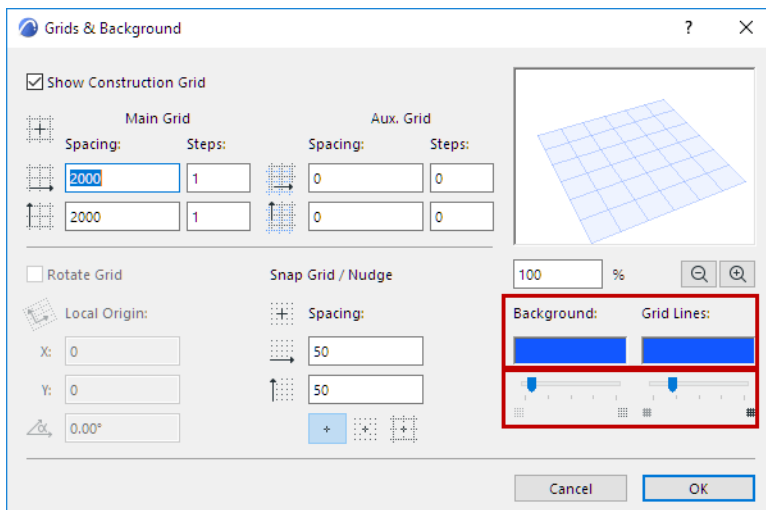 Grids & Background
?
Show Construction Grid
Main Grid
Aux. Grid
Spacing:
Steps:
Spacing:
Steps:
2000
1
0
0
2000
1
0
0
Rotate Grid
Snap Grid / Nudge
100
%
Local Origin:
Spacing:
Background:
Grid Lines:
X:
0
50
Y:
0
50
α
0.00°
Cancel
OK